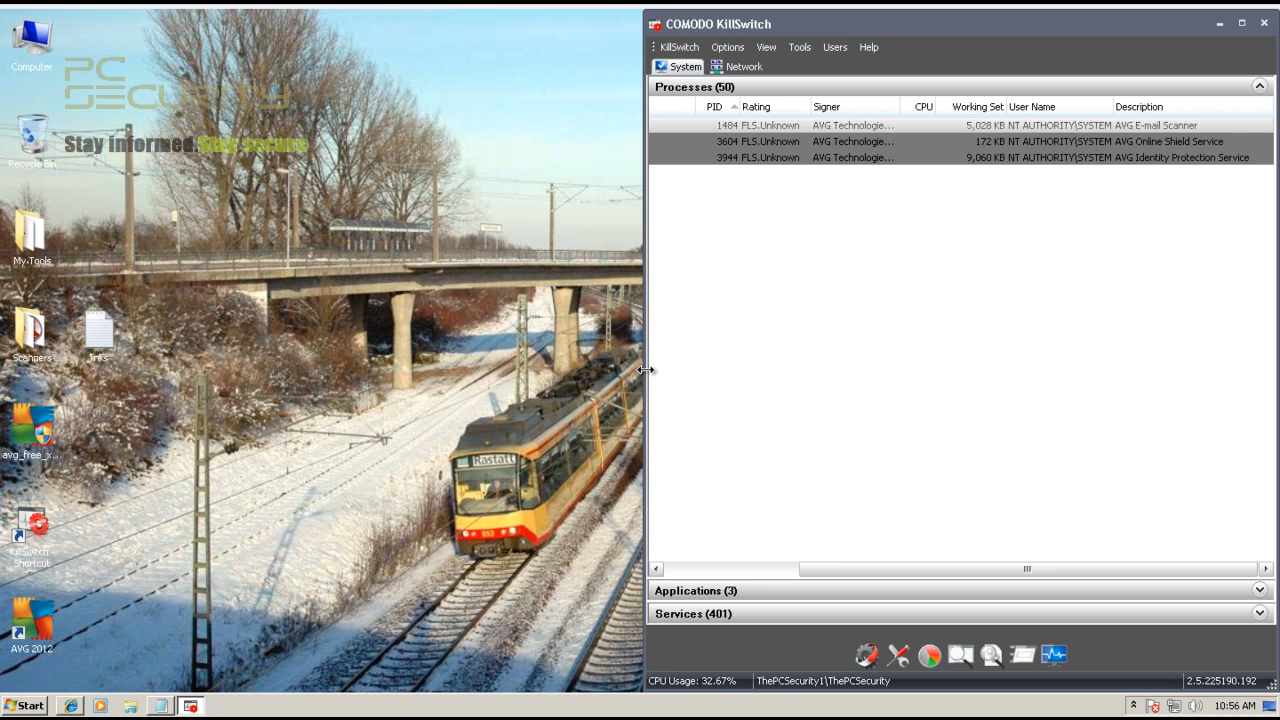 Computer
PC
SECURITY
Stay informed.Stay secure
Recycle Bin
My Tools
Scanners
links
avg_free_x...
KillSwitch -
Shortcut
AVG 2012
Rastatt
COMODO KillSwitch
KillSwitch Options View Tools Users Help
System Network
Processes (50)
PID Rating Signer CPU Working Set User Name Description
1484 FLS.Unknown AVG Technologie... 5,028 KB NT AUTHORITY\SYSTEM AVG E-mail Scanner
3604 FLS.Unknown AVG Technologie... 172 KB NT AUTHORITY\SYSTEM AVG Online Shield Service
3944 FLS.Unknown AVG Technologie... 9,060 KB NT AUTHORITY\SYSTEM AVG Identity Protection Service
Applications (3)
Services (401)
CPU Usage: 32.67% ThePCSecurity1\ThePCSecurity 2.5.225190.192
Start 10:56 AM